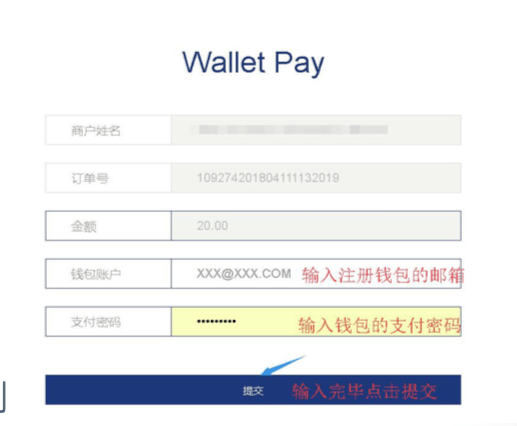 Wallet Pay
商户姓名
订单号 109274201804111132019
金额 20.00
钱包账户 XXX@XXX.COM 输入注册钱包的邮箱
支付密码 ••••••••• 输入钱包的支付密码
提交 输入完毕点击提交